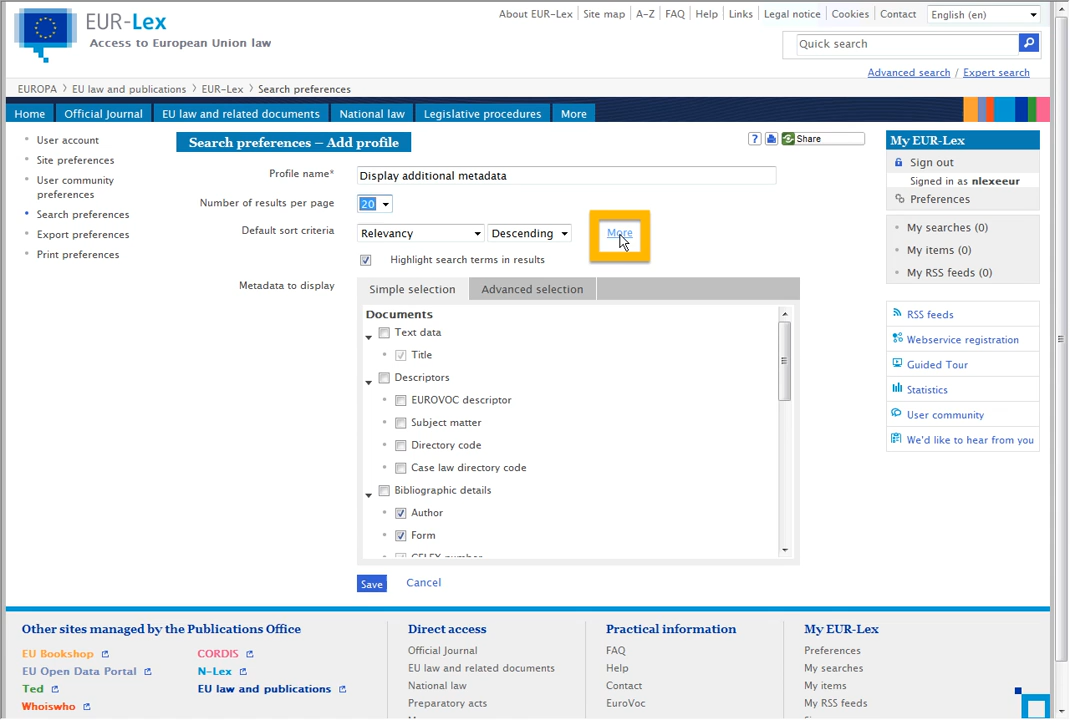 EUR-Lex
Access to European Union law
About EUR-Lex
Site map
A-Z
FAQ
Help
Links
Legal notice
Cookies
Contact
English (en)
Quick search
Advanced search / Expert search
EUROPA > EU law and publications > EUR-Lex > Search preferences
Home
Official Journal
EU law and related documents
National law
Legislative procedures
More
User account
Site preferences
User community
preferences
Search preferences
Export preferences
Print preferences
Search preferences – Add profile
? Share
Profile name* Display additional metadata
Number of results per page 20
Default sort criteria Relevancy Descending More
Highlight search terms in results
Metadata to display
Simple selection
Advanced selection
Documents
Text data
Title
Descriptors
EUROVOC descriptor
Subject matter
Directory code
Case law directory code
Bibliographic details
Author
Form
CELEX number
Save
Cancel
My EUR-Lex
Sign out
Signed in as nlexeeur
Preferences
My searches (0)
My items (0)
My RSS feeds (0)
RSS feeds
Webservice registration
Guided Tour
Statistics
User community
We'd like to hear from you
Other sites managed by the Publications Office
EU Bookshop
EU Open Data Portal
Ted
Whoiswho
CORDIS
N-Lex
EU law and publications
Direct access
Official Journal
EU law and related documents
National law
Preparatory acts
Practical information
FAQ
Help
Contact
EuroVoc
My EUR-Lex
Preferences
My searches
My items
My RSS feeds